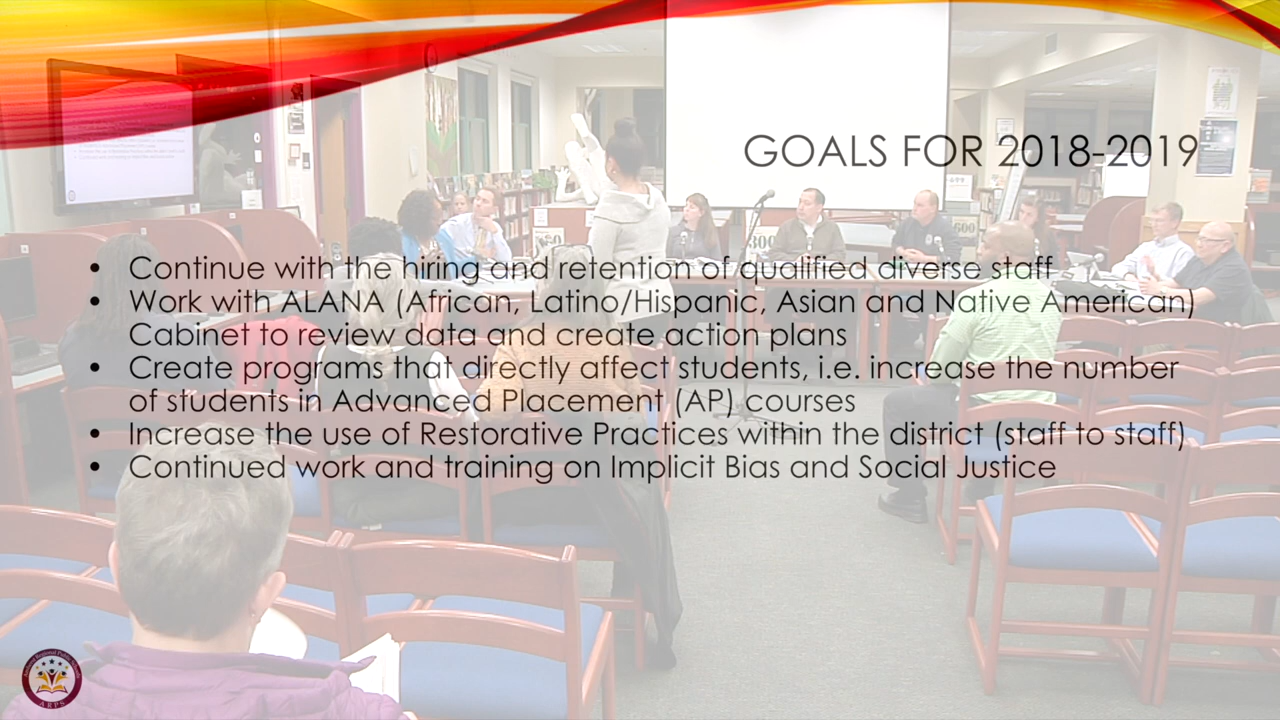 GOALS FOR 2018-2019
• Continue with the hiring and retention of qualified diverse staff
• Work with ALANA (African, Latino/Hispanic, Asian and Native American)
Cabinet to review data and create action plans
• Create programs that directly affect students, i.e. increase the number
of students in Advanced Placement (AP) courses
• Increase the use of Restorative Practices within the district (staff to staff)
• Continued work and training on Implicit Bias and Social Justice
300
600
A R P S